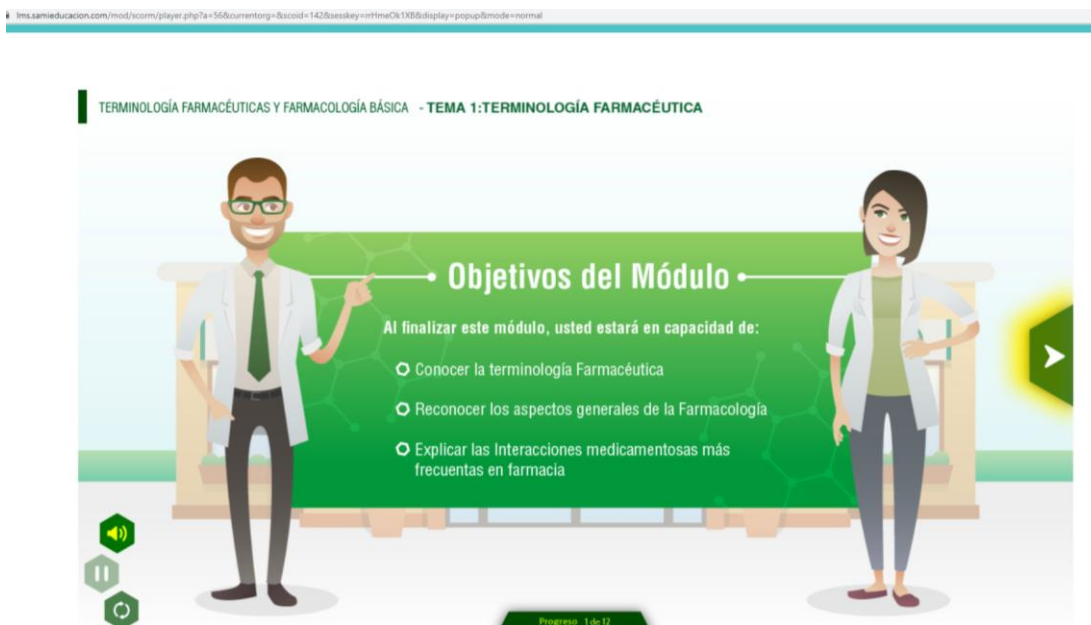 lms.samieducacion.com/mod/scorm/player.php?a=56&currentorg=&scoid=142&sesskey=rrHmeOk1XB&display=popup&mode=normal
TERMINOLOGÍA FARMACÉUTICAS Y FARMACOLOGÍA BÁSICA - TEMA 1:TERMINOLOGÍA FARMACÉUTICA
Objetivos del Módulo
Al finalizar este módulo, usted estará en capacidad de:
Conocer la terminología Farmacéutica
Reconocer los aspectos generales de la Farmacología
Explicar las Interacciones medicamentosas más
frecuentas en farmacia
Progreso 1 de 12